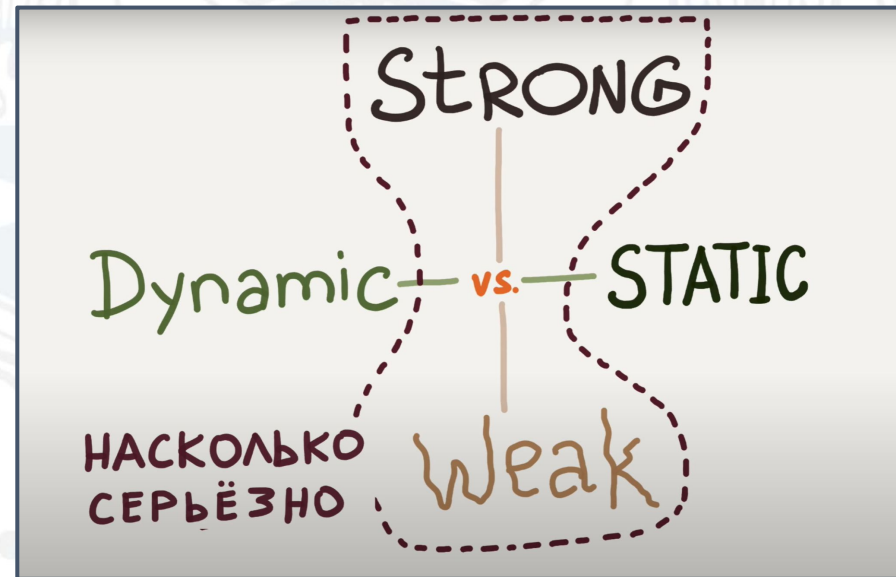 StRONG
Dynamic vs. STATIC
НАСКОЛЬКО
СЕРЬЁЗНО
Weak